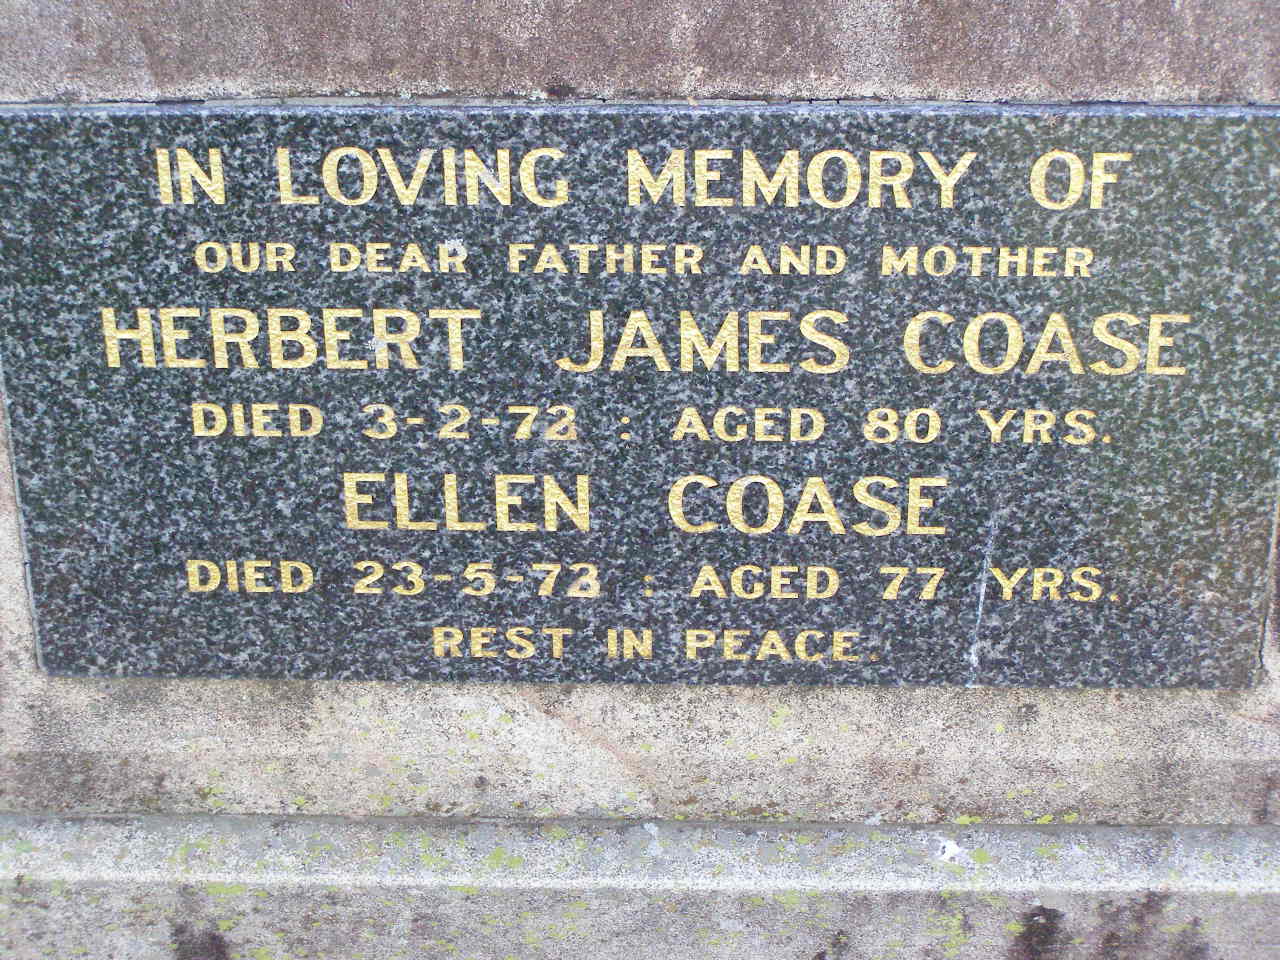 IN LOVING MEMORY OF
OUR DEAR FATHER AND MOTHER
HERBERT JAMES COASE
DIED 3-2-72 : AGED 80 YRS.
ELLEN COASE
DIED 23-5-72 : AGED 77 YRS.
REST IN PEACE.